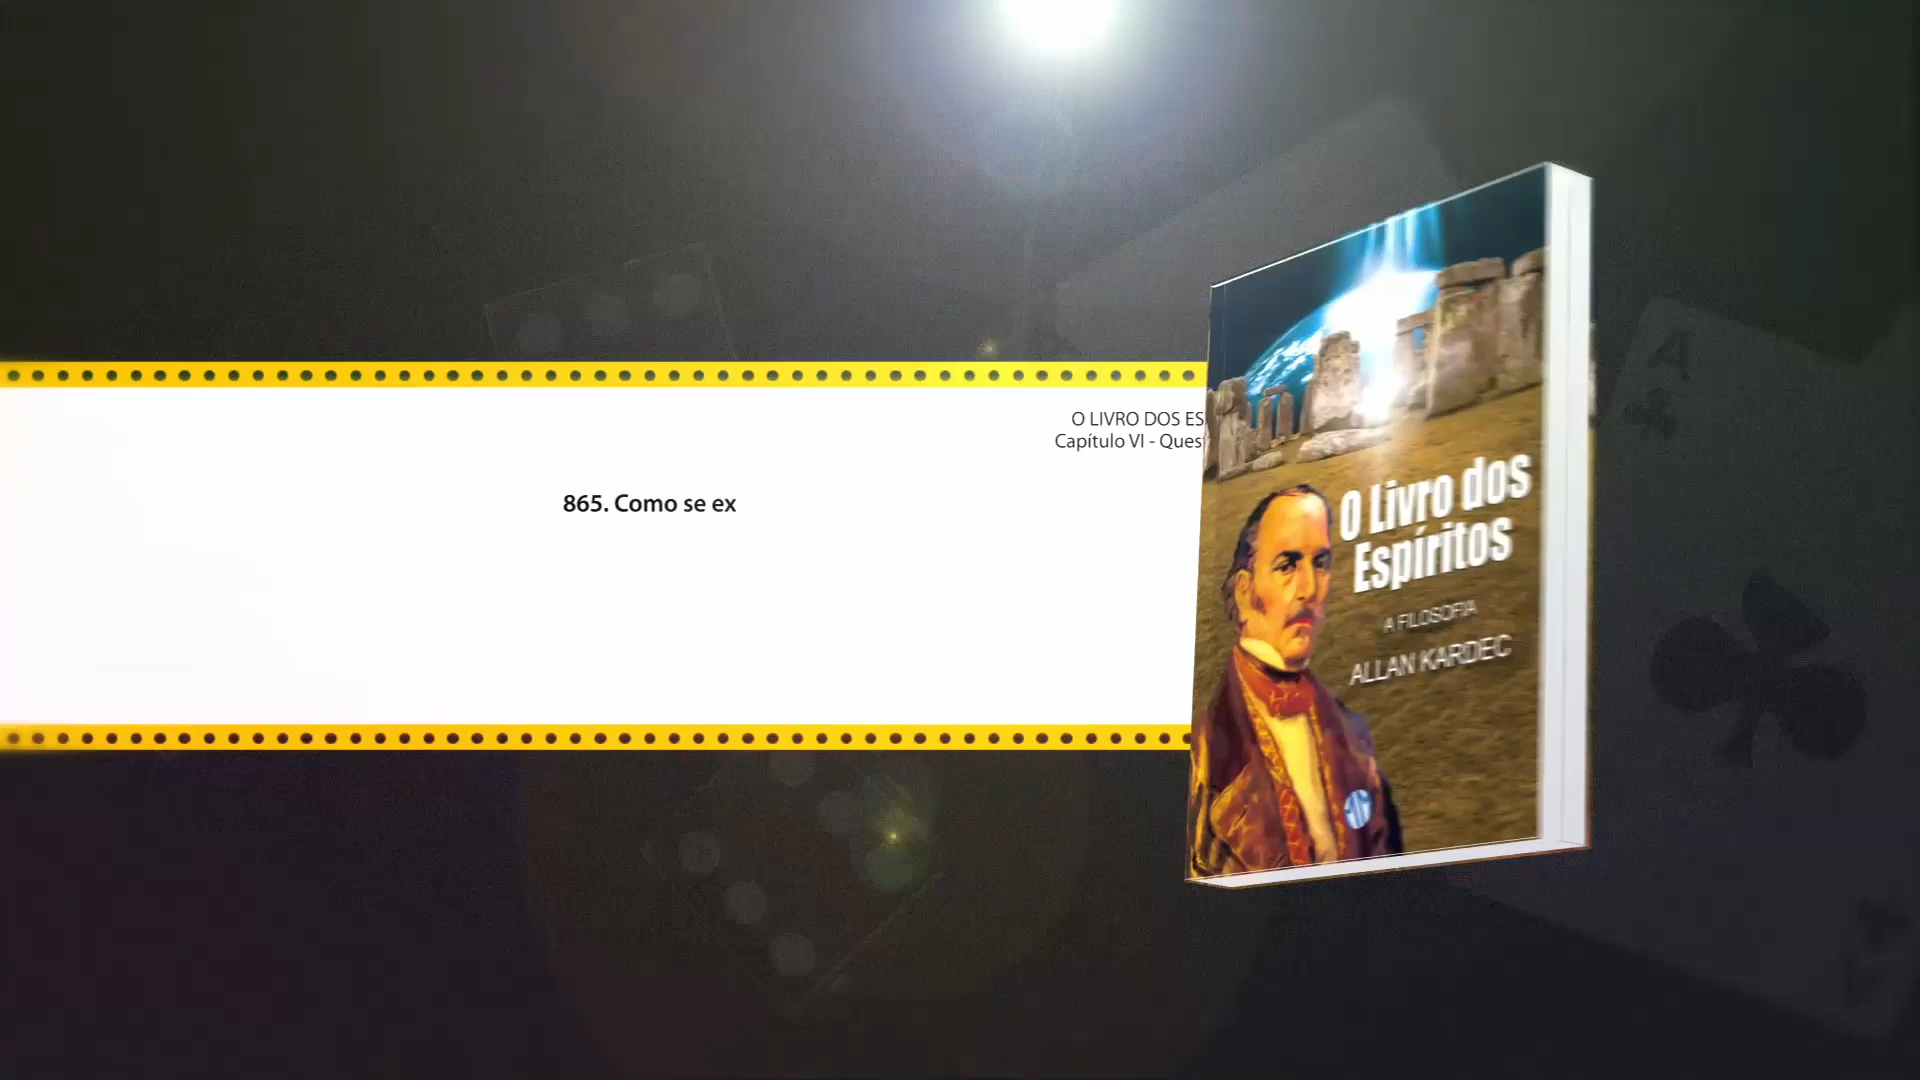 O LIVRO DOS ES
Capítulo VI - Ques
865. Como se ex
O Livro dos
Espíritos
A FILOSOFIA
ALLAN KARDEC
A